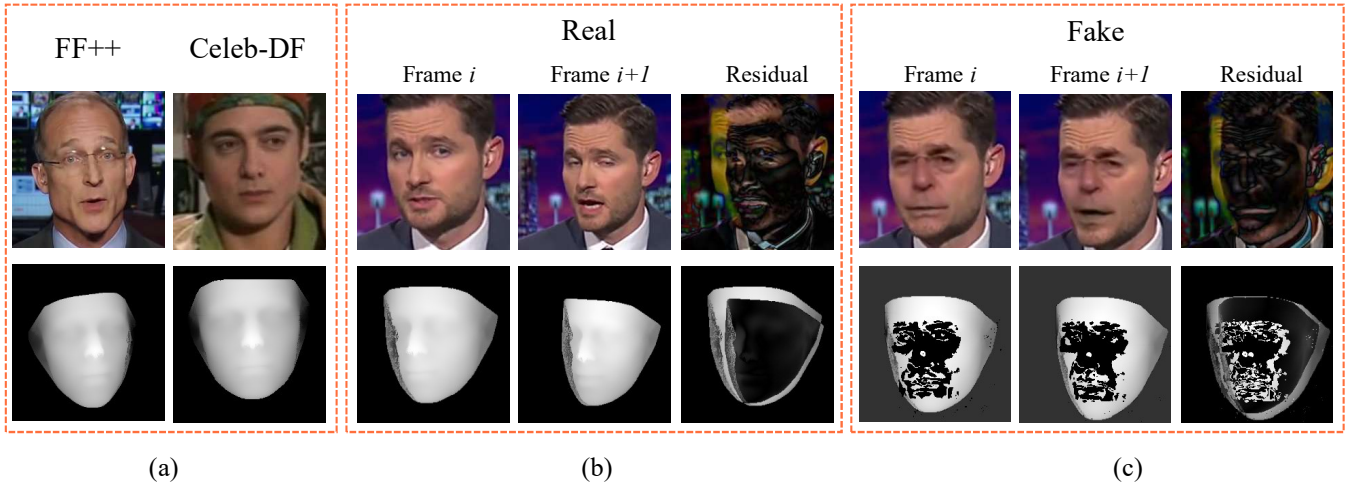 FF++ Celeb-DF
Real
Frame i Frame i+1 Residual
Fake
Frame i Frame i+1 Residual
(a) (b) (c)